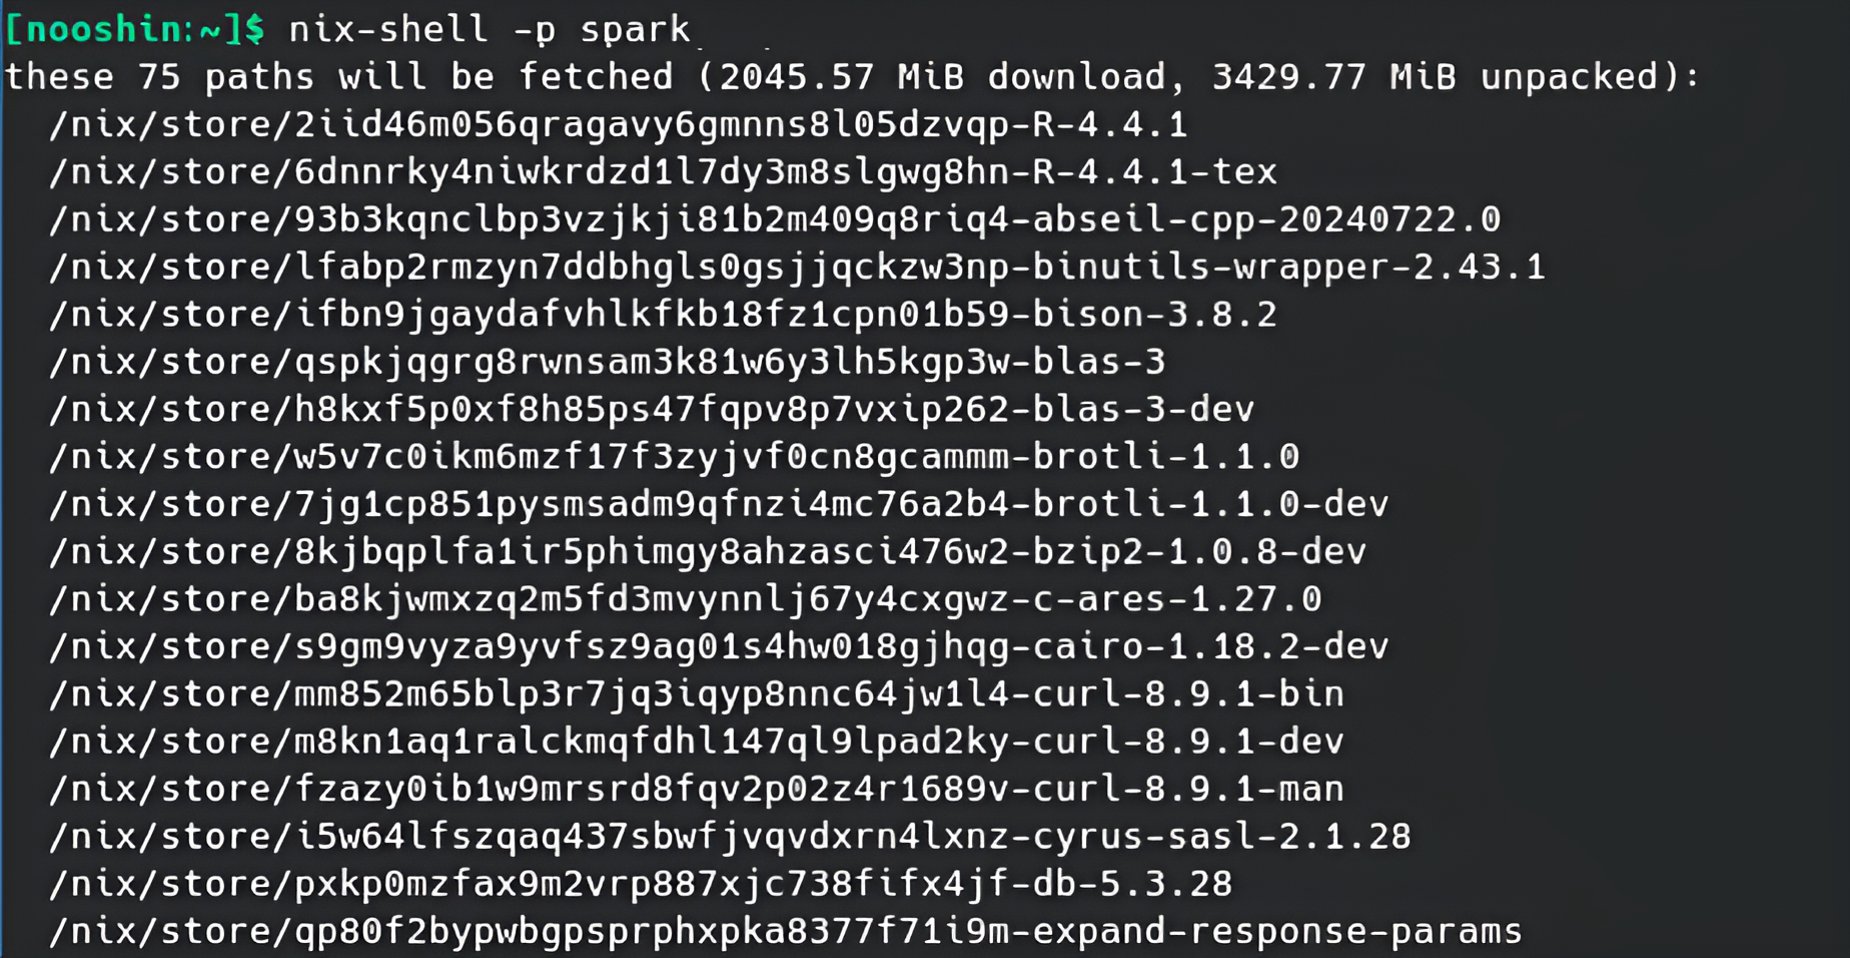 [nooshin:~]$ nix-shell -p spark
these 75 paths will be fetched (2045.57 MiB download, 3429.77 MiB unpacked):
/nix/store/2iid46m056qragavy6gmnns8l05dzvqp-R-4.4.1
/nix/store/6dnnrky4niwkrdzd1l7dy3m8slgwg8hn-R-4.4.1-tex
/nix/store/93b3kqnclbp3vzjkji81b2m409q8riq4-abseil-cpp-20240722.0
/nix/store/lfabp2rmzyn7ddbhgls0gsjjqckzw3np-binutils-wrapper-2.43.1
/nix/store/ifbn9jgaydafvhlkfkb18fz1cpn01b59-bison-3.8.2
/nix/store/qspkjqgrg8rwnsam3k81w6y3lh5kgp3w-blas-3
/nix/store/h8kxf5p0xf8h85ps47fqpv8p7vxip262-blas-3-dev
/nix/store/w5v7c0ikm6mzf17f3zyjvf0cn8gcammm-brotli-1.1.0
/nix/store/7jg1cp851pysmsadm9qfnzi4mc76a2b4-brotli-1.1.0-dev
/nix/store/8kjbqplfa1ir5phimgy8ahzasci476w2-bzip2-1.0.8-dev
/nix/store/ba8kjwmxzq2m5fd3mvynnlj67y4cxgwz-c-ares-1.27.0
/nix/store/s9gm9vyza9yvfsz9ag01s4hw018gjhqg-cairo-1.18.2-dev
/nix/store/mm852m65blp3r7jq3iqyp8nnc64jw1l4-curl-8.9.1-bin
/nix/store/m8kn1aq1ralckmqfdhl147ql9lpad2ky-curl-8.9.1-dev
/nix/store/fzazy0ib1w9mrsrd8fqv2p02z4r1689v-curl-8.9.1-man
/nix/store/i5w64lfszqaq437sbwfjvqvdxrn4lxnz-cyrus-sasl-2.1.28
/nix/store/pxkp0mzfax9m2vrp887xjc738fifx4jf-db-5.3.28
/nix/store/qp80f2bypwbgpsprphxpka8377f71i9m-expand-response-params